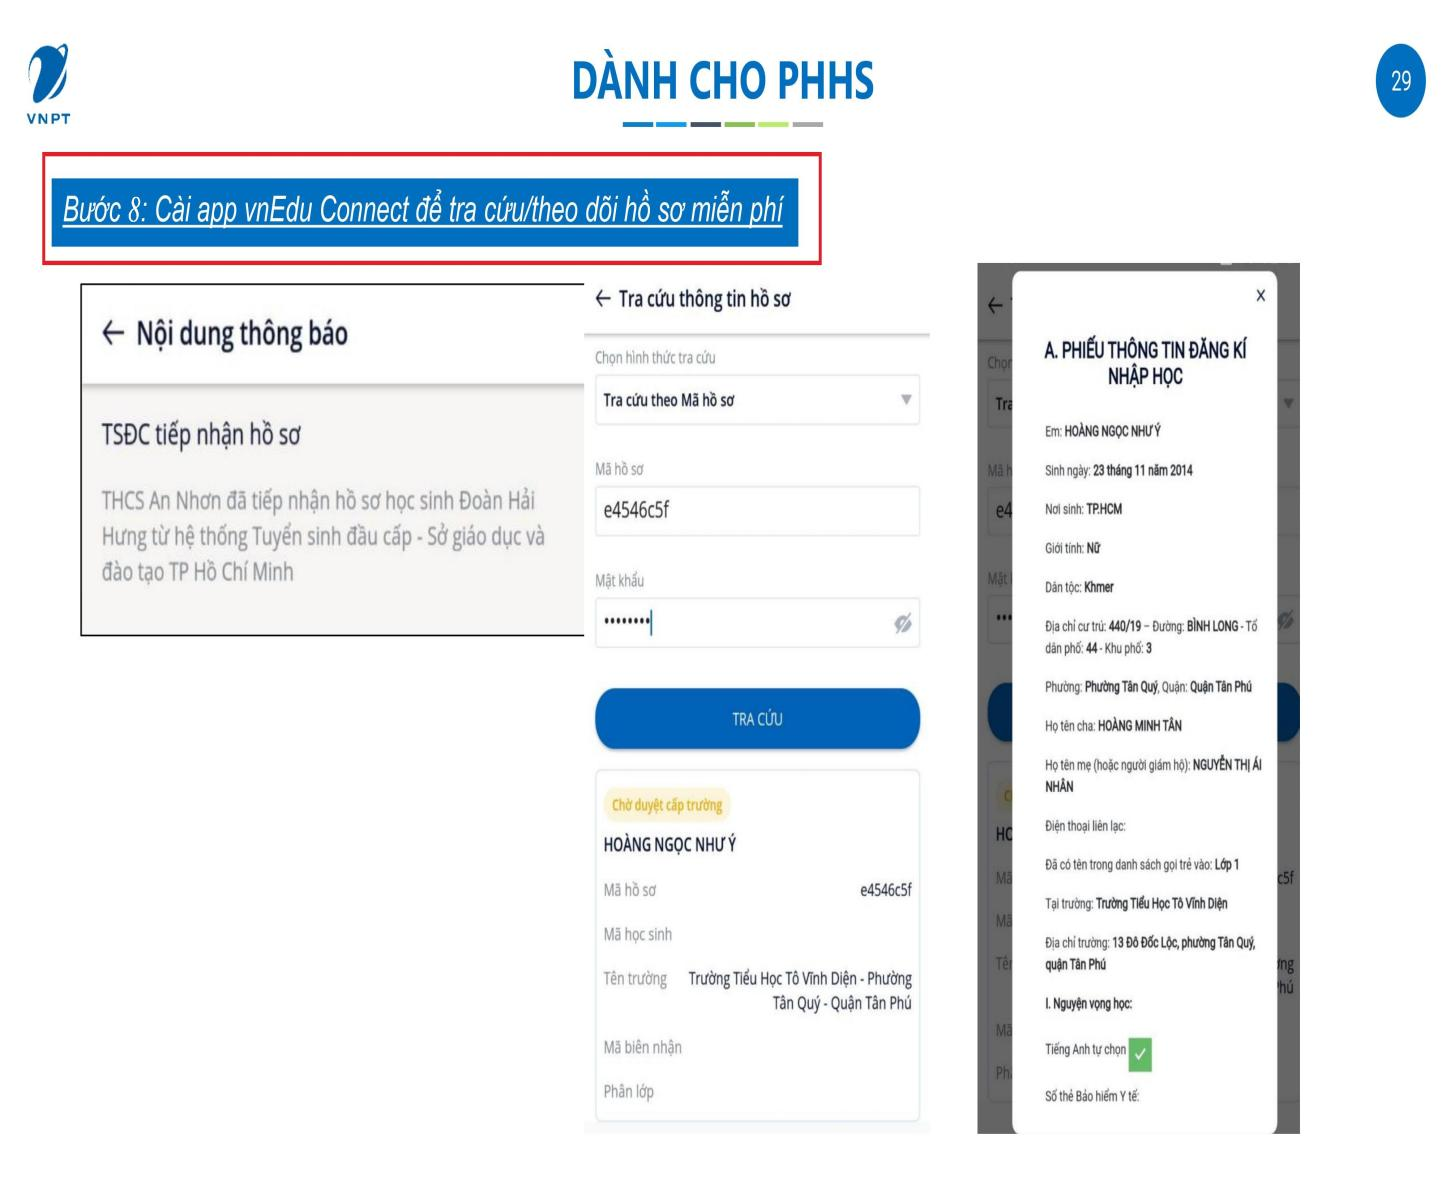 VNPT
DÀNH CHO PHHS
29
Bước 8: Cài app vnEdu Connect để tra cứu/theo dõi hồ sơ miễn phí
← Nội dung thông báo
TSĐC tiếp nhận hồ sơ
THCS An Nhơn đã tiếp nhận hồ sơ học sinh Đoàn Hải
Hưng từ hệ thống Tuyển sinh đầu cấp - Sở giáo dục và
đào tạo TP Hồ Chí Minh
← Tra cứu thông tin hồ sơ
Chọn hình thức tra cứu
Tra cứu theo Mã hồ sơ
Mã hồ sơ
e4546c5f
Mật khẩu
••••••••
TRA CỨU
Chờ duyệt cấp trường
HOÀNG NGỌC NHƯ Ý
Mã hồ sơ e4546c5f
Mã học sinh
Tên trường Trường Tiểu Học Tô Vĩnh Diện - Phường
Tân Quý - Quận Tân Phú
Mã biên nhận
Phân lớp
X
A. PHIẾU THÔNG TIN ĐĂNG KÍ
NHẬP HỌC
Em: HOÀNG NGỌC NHƯ Ý
Sinh ngày: 23 tháng 11 năm 2014
Nơi sinh: TP.HCM
Giới tính: Nữ
Dân tộc: Khmer
Địa chỉ cư trú: 440/19 – Đường: BÌNH LONG - Tổ
dân phố: 44 - Khu phố: 3
Phường: Phường Tân Quý, Quận: Quận Tân Phú
Họ tên cha: HOÀNG MINH TÂN
Họ tên mẹ (hoặc người giám hộ): NGUYỄN THỊ ÁI
NHÂN
Điện thoại liên lạc:
Đã có tên trong danh sách gọi trẻ vào: Lớp 1
Tại trường: Trường Tiểu Học Tô Vĩnh Diện
Địa chỉ trường: 13 Đô Đốc Lộc, phường Tân Quý,
quận Tân Phú
I. Nguyện vọng học:
Tiếng Anh tự chọn
Số thẻ Bảo hiểm Y tế: